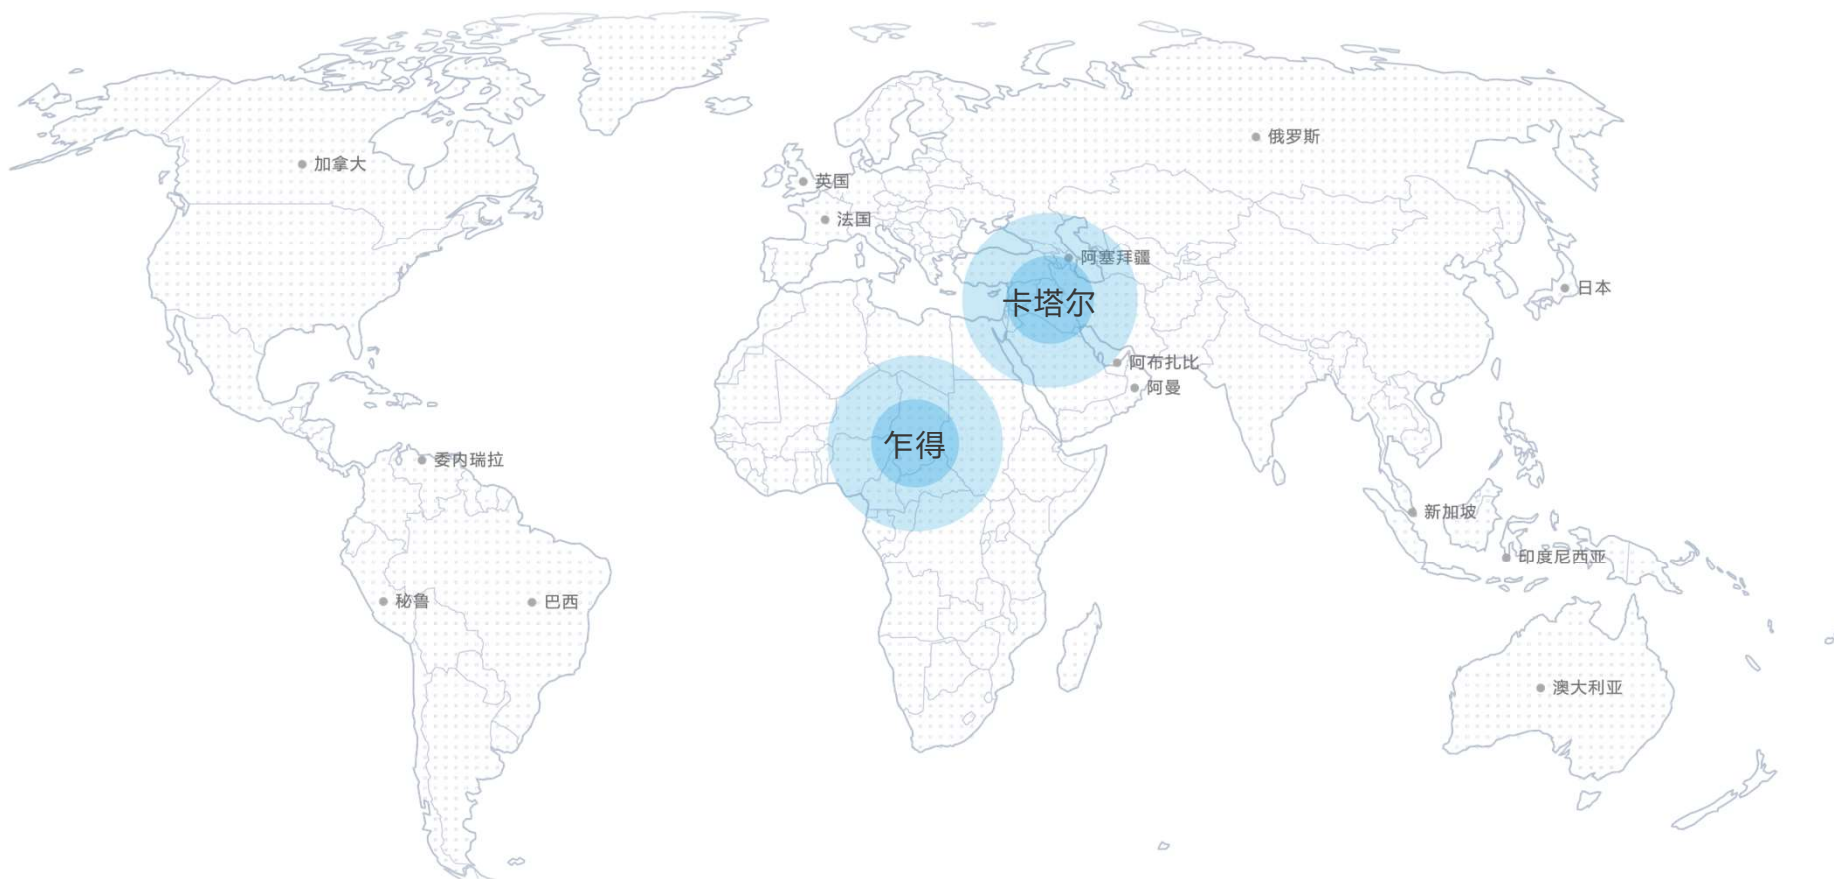 俄罗斯
加拿大
英国
法国
阿塞拜疆
日本
卡塔尔
阿布扎比
阿曼
乍得
委内瑞拉
新加坡
印度尼西亚
秘鲁
巴西
澳大利亚